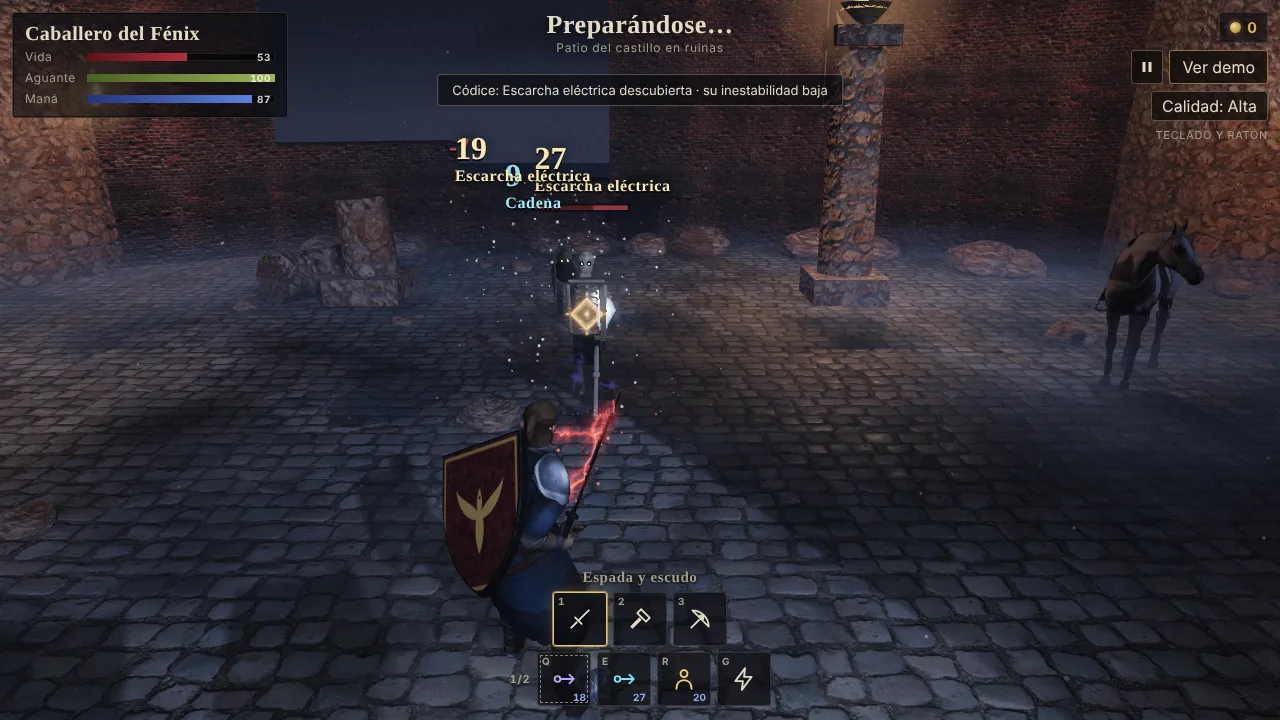 Caballero del Fénix
Vida 53
Aguante 100
Maná 87
Preparándose…
Patio del castillo en ruinas
Códice: Escarcha eléctrica descubierta · su inestabilidad baja
0
Ver demo
Calidad: Alta
TECLADO Y RATÓN
19
Escarcha eléctrica
27
Escarcha eléctrica
9
Cadena
Espada y escudo
1 2 3
1/2
Q 18
E 27
R 20
G